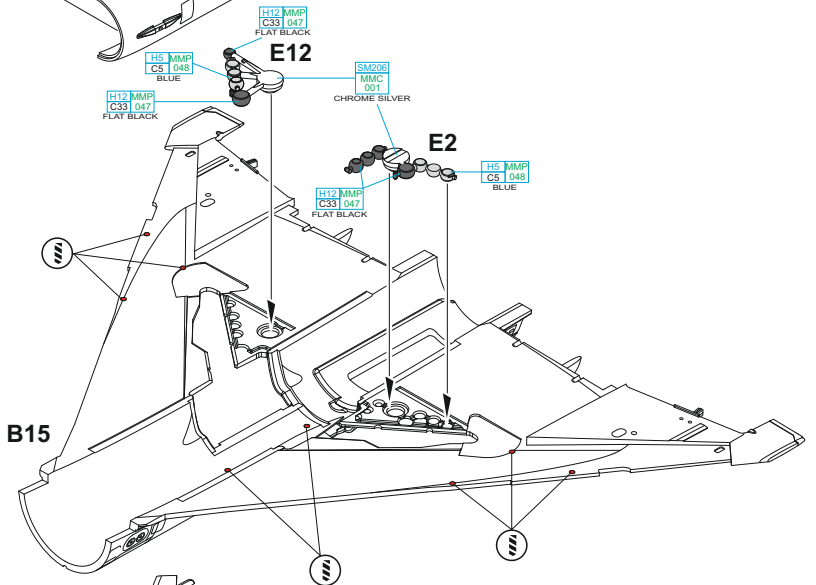 H12 MMP
C33 047
FLAT BLACK
E12
H5 MMP
C5 048
BLUE
SM206
MMC
001
CHROME SILVER
H12 MMP
C33 047
FLAT BLACK
E2
H5 MMP
C5 048
BLUE
H12 MMP
C33 047
FLAT BLACK
B15